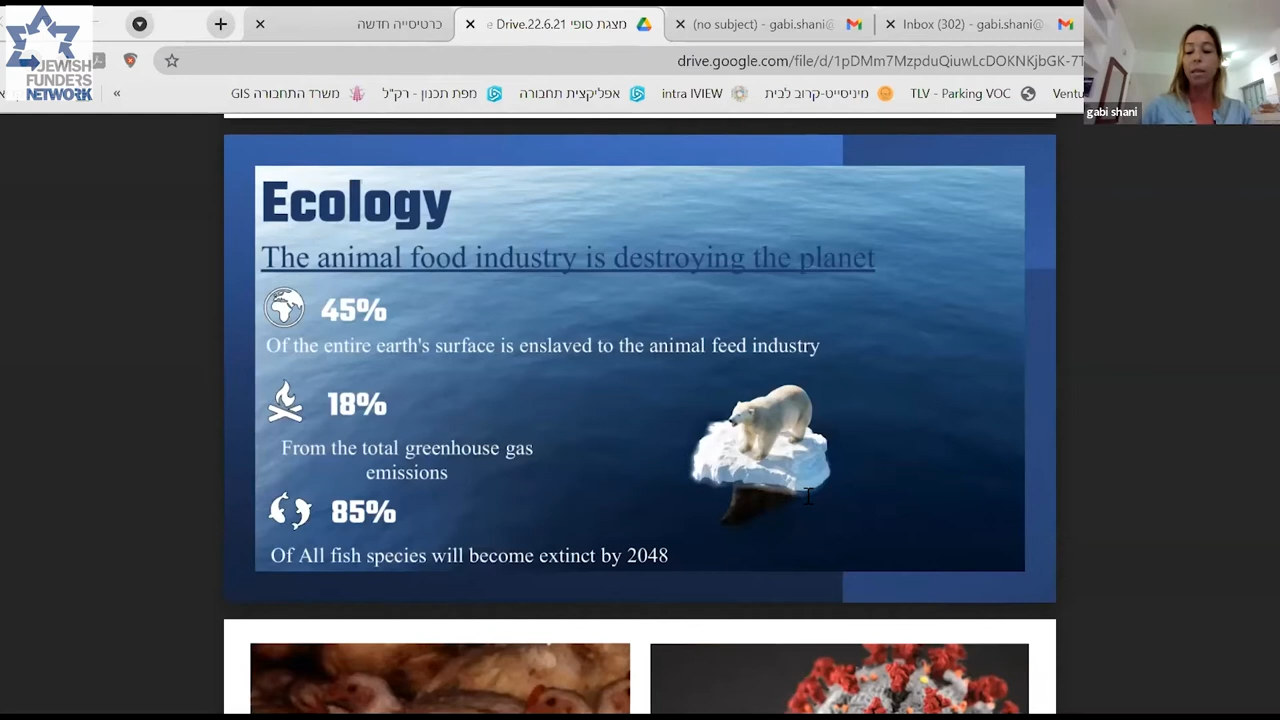 כרטיסייה חדשה
מצגת סופי 22.6.21.Drive
(no subject) - gabi.shani@
Inbox (302) - gabi.shani@
JEWISH
FUNDERS
NETWORK
drive.google.com/file/d/1pDMm7MzpduQiuwLcDOKNKjbGK-7T
«
משרד התחבורה GIS
מפת תכנון - רק"ל
אפליקצית תחבורה
intra IVIEW
מיניסייט-קרוב לבית
TLV - Parking VOC
Ventu
gabi shani
Ecology
The animal food industry is destroying the planet
45%
Of the entire earth's surface is enslaved to the animal feed industry
18%
From the total greenhouse gas
emissions
85%
Of All fish species will become extinct by 2048